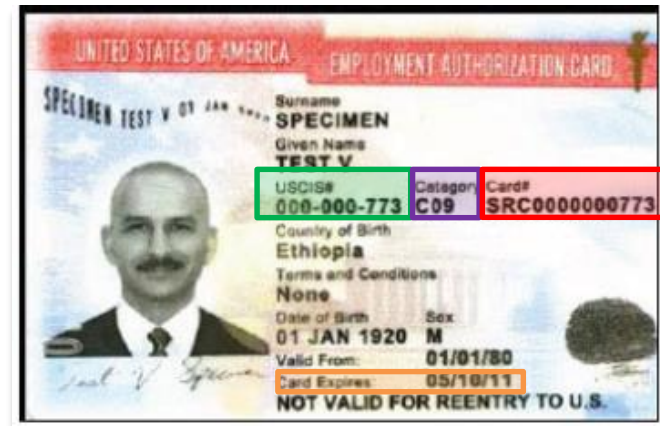 UNITED STATES OF AMERICA
EMPLOYMENT AUTHORIZATION CARD
SPECIMEN TEST V 01 JAN
Surname
SPECIMEN
Given Name
TEST V
USCIS# Category Card#
000-000-773 C09 SRC0000000773
Country of Birth
Ethiopia
Terms and Conditions
None
Date of Birth Sex
01 JAN 1920 M
Valid From: 01/01/80
Card Expires: 05/10/11
NOT VALID FOR REENTRY TO U.S.
Test V Specimen